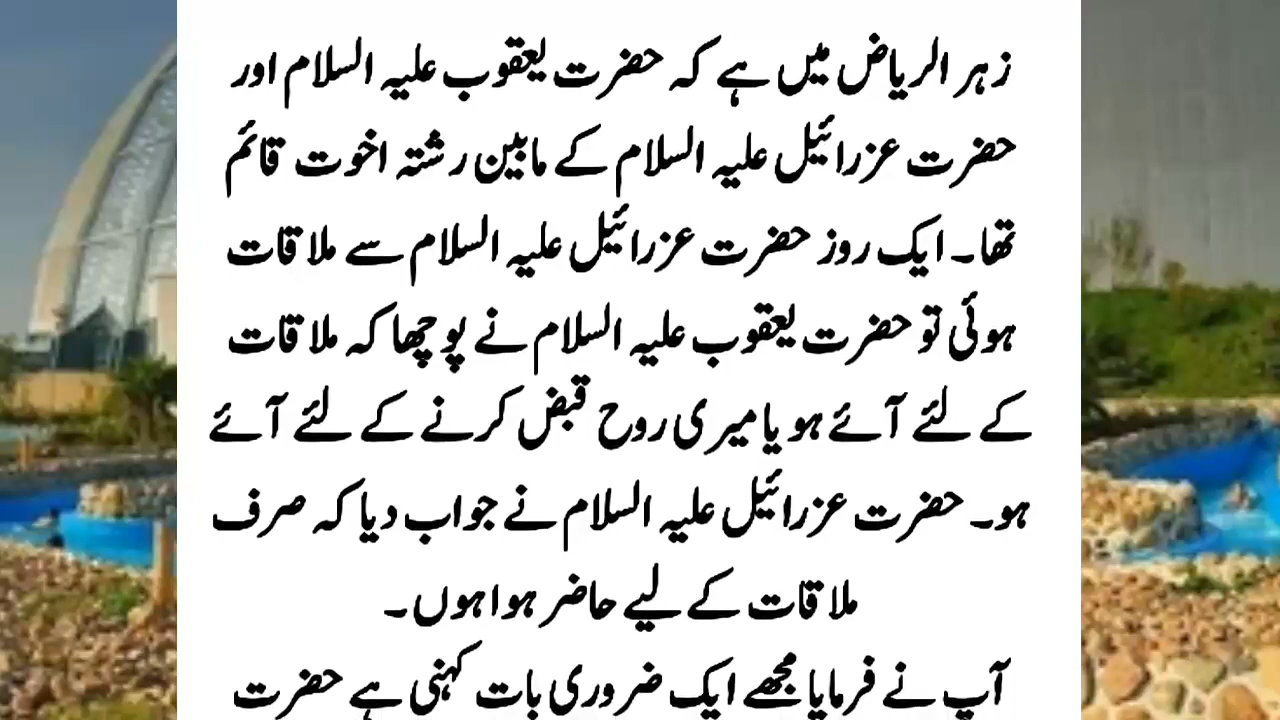 زہر الریاض میں ہے کہ حضرت یعقوب علیہ السلام اور
حضرت عزرائیل علیہ السلام کے مابین رشتہ اخوت قائم
تھا۔ ایک روز حضرت عزرائیل علیہ السلام سے ملاقات
ہوئی تو حضرت یعقوب علیہ السلام نے پوچھا کہ ملاقات
کے لئے آئے ہو یا میری روح قبض کرنے کے لئے آئے
ہو۔ حضرت عزرائیل علیہ السلام نے جواب دیا کہ صرف
ملاقات کے لیے حاضر ہوا ہوں۔
آپ نے فرمایا مجھے ایک ضروری بات کہنی ہے حضرت